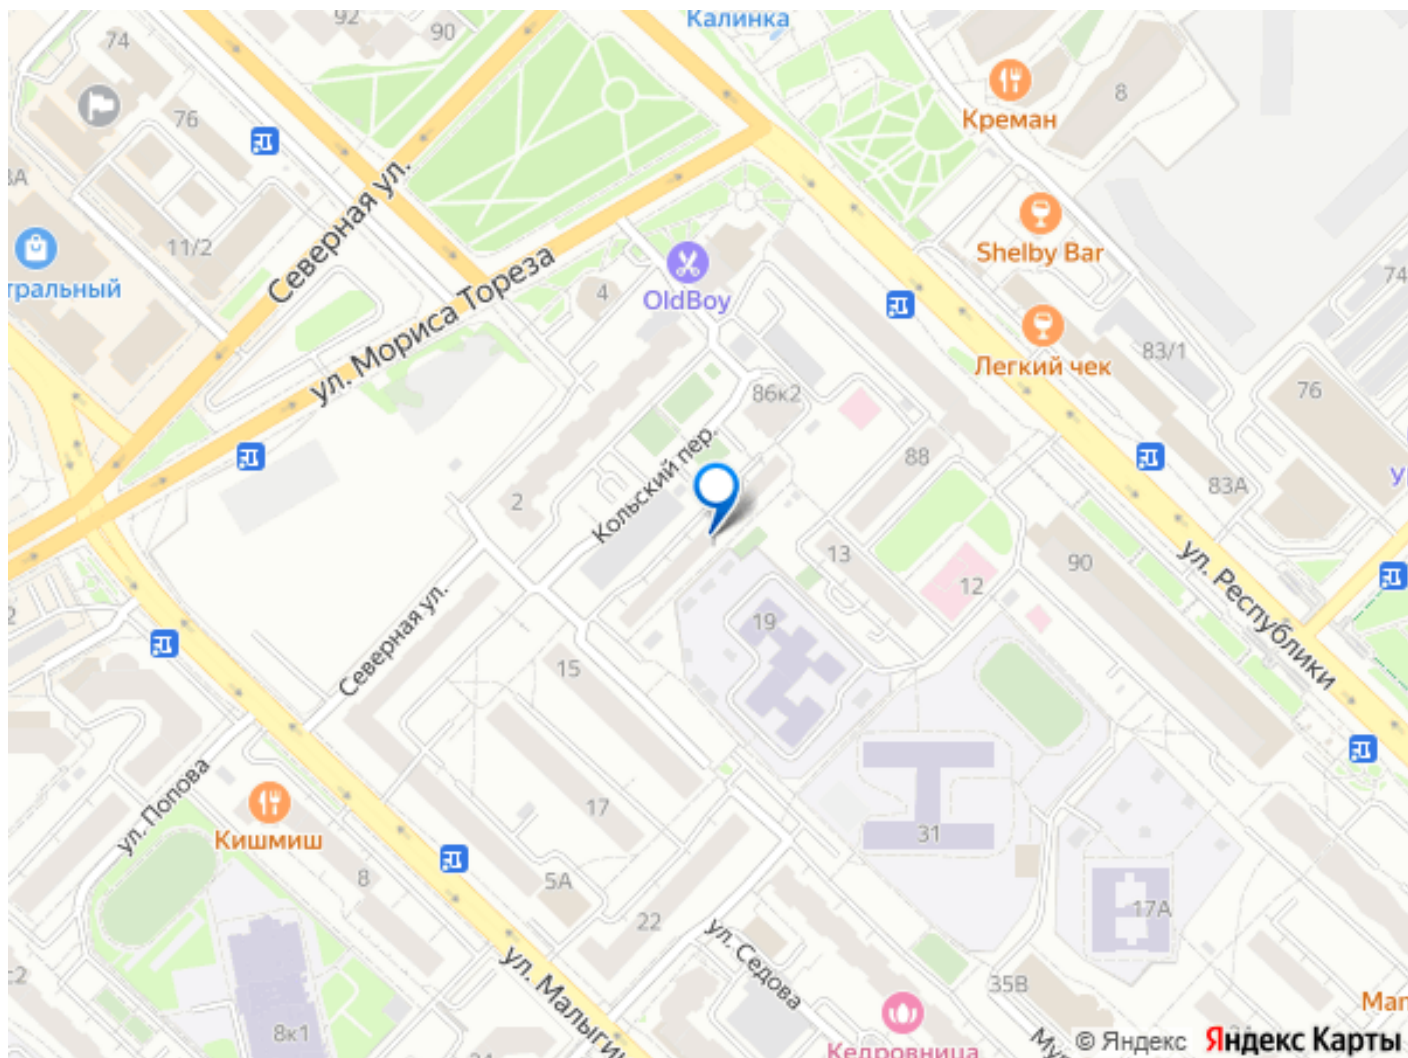 92
90
Калинка
74
76
Креман
8
3А
11/2
Северная ул.
Shelby Bar
тральный
OldBoy
4
74
ул. Мориса Тореза
Легкий чек
83/1
86к2
76
Кольский пер.
88
83А
2
13
90
12
ул. Республики
Северная ул.
19
15
17
ул. Попова
Кишмиш
31
8
5А
22
17А
ул. Седова
ул. Малыгин
35В
8к1
Кедровница
© Яндекс
Яндекс Карты